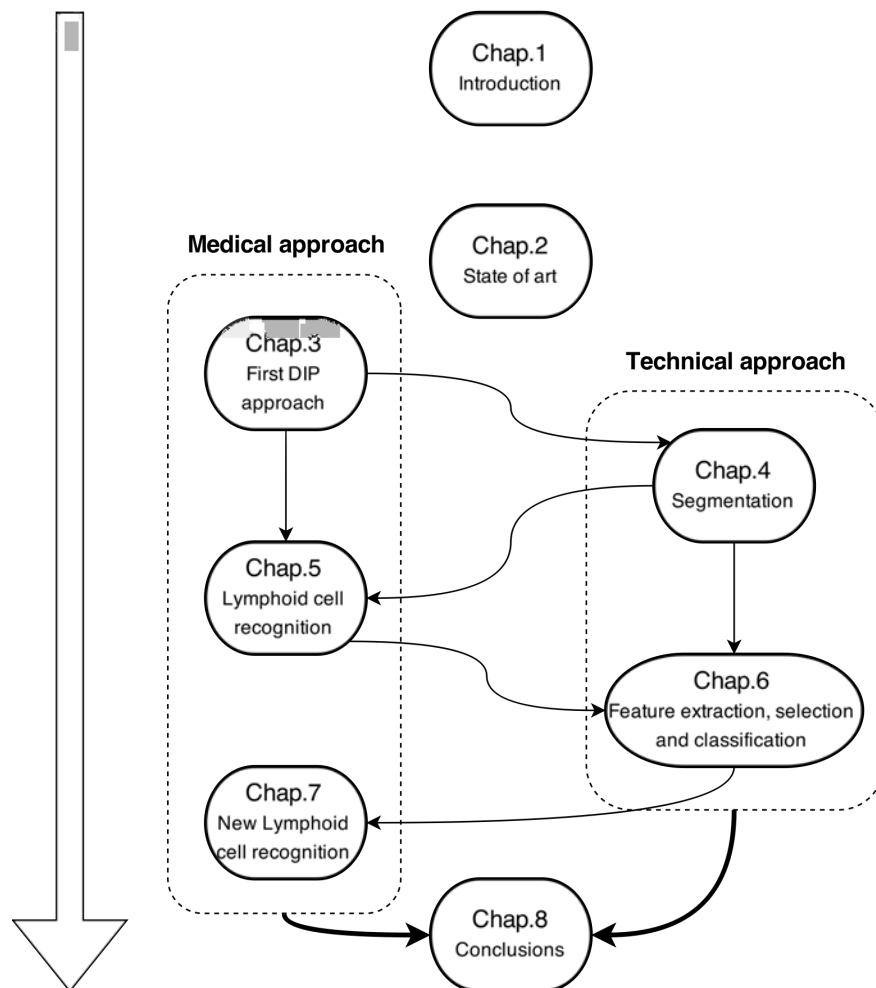 Chap.1
Introduction
Chap.2
State of art
Medical approach
Chap.3
First DIP
approach
Technical approach
Chap.4
Segmentation
Chap.5
Lymphoid cell
recognition
Chap.6
Feature extraction, selection
and classification
Chap.7
New Lymphoid
cell recognition
Chap.8
Conclusions